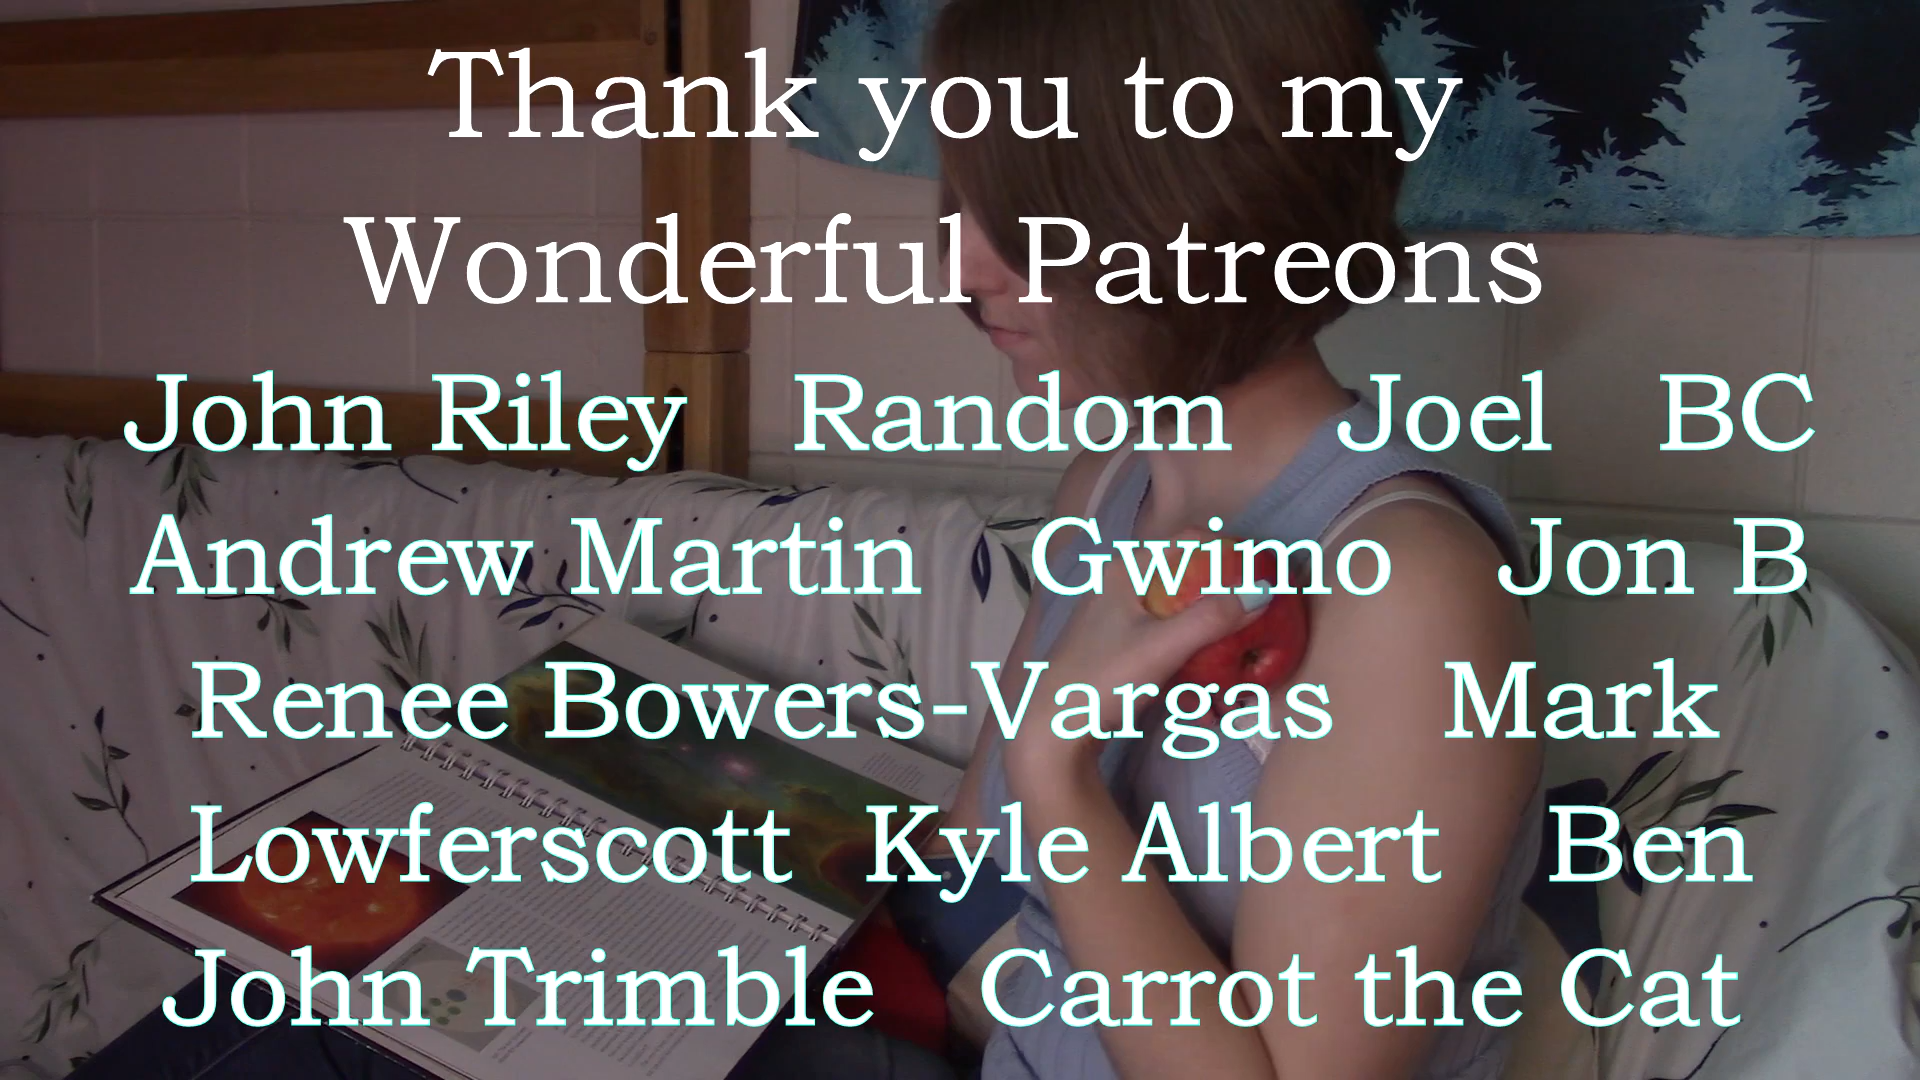 Thank you to my
Wonderful Patreons
John Riley Random Joel BC
Andrew Martin Gwimo Jon B
Renee Bowers-Vargas Mark
Lowferscott Kyle Albert Ben
John Trimble Carrot the Cat